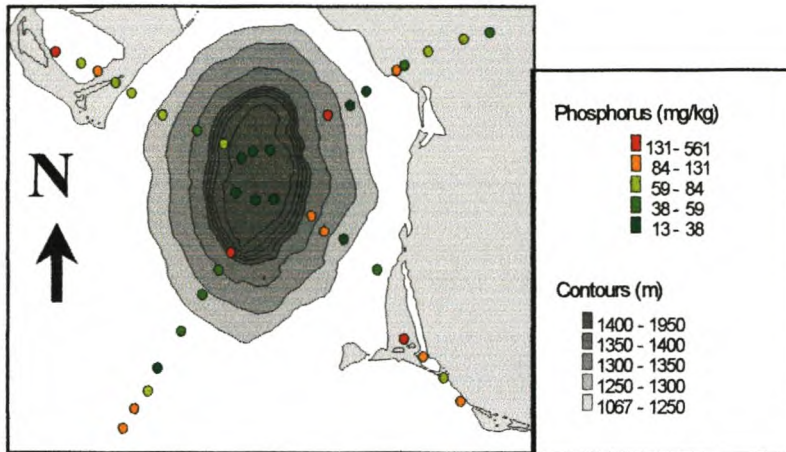 N
Phosphorus (mg/kg)
131 - 561
84 - 131
59 - 84
38 - 59
13 - 38
Contours (m)
1400 - 1950
1350 - 1400
1300 - 1350
1250 - 1300
1067 - 1250